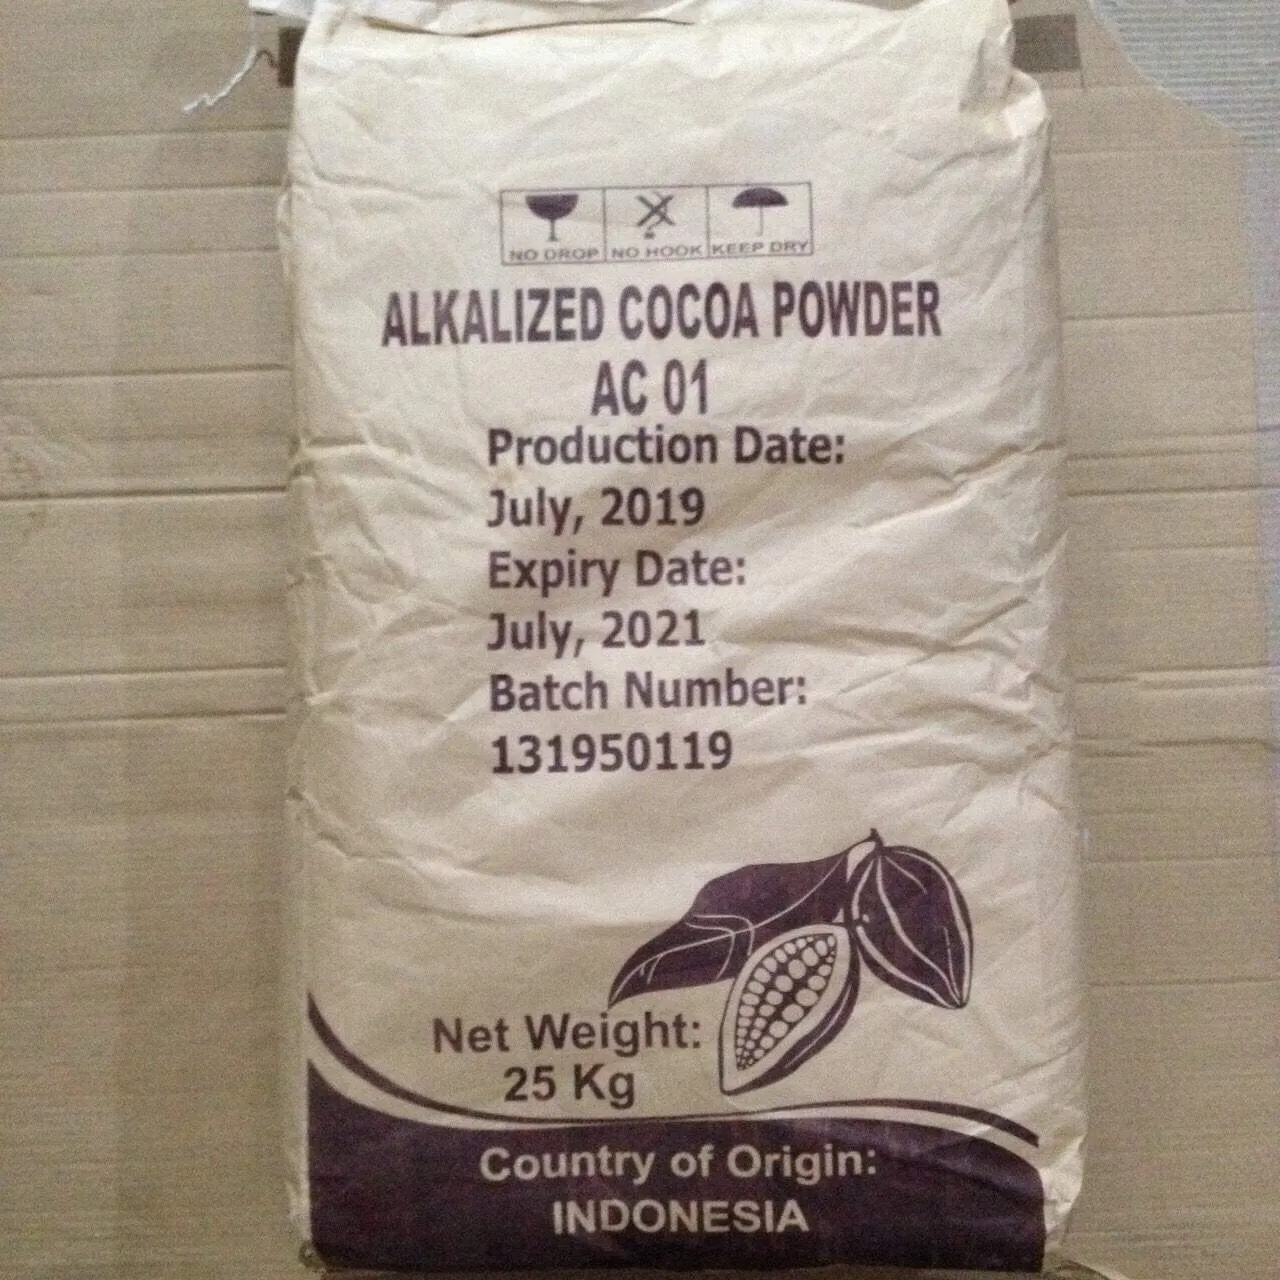 NO DROP NO HOOK KEEP DRY
ALKALIZED COCOA POWDER
AC 01
Production Date:
July, 2019
Expiry Date:
July, 2021
Batch Number:
131950119
Net Weight:
25 Kg
Country of Origin:
INDONESIA